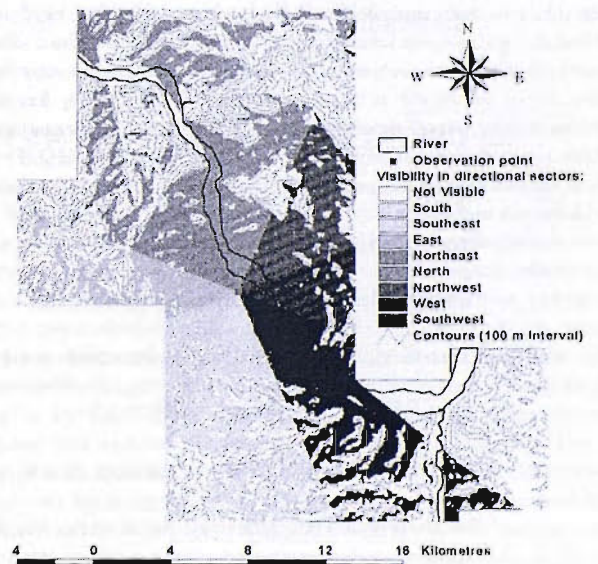 N
W E
S
River
Observation point
Visibility in directional sectors:
Not Visible
South
Southeast
East
Northeast
North
Northwest
West
Southwest
Contours (100 m Interval)
4 0 4 8 12 16 Kilometres